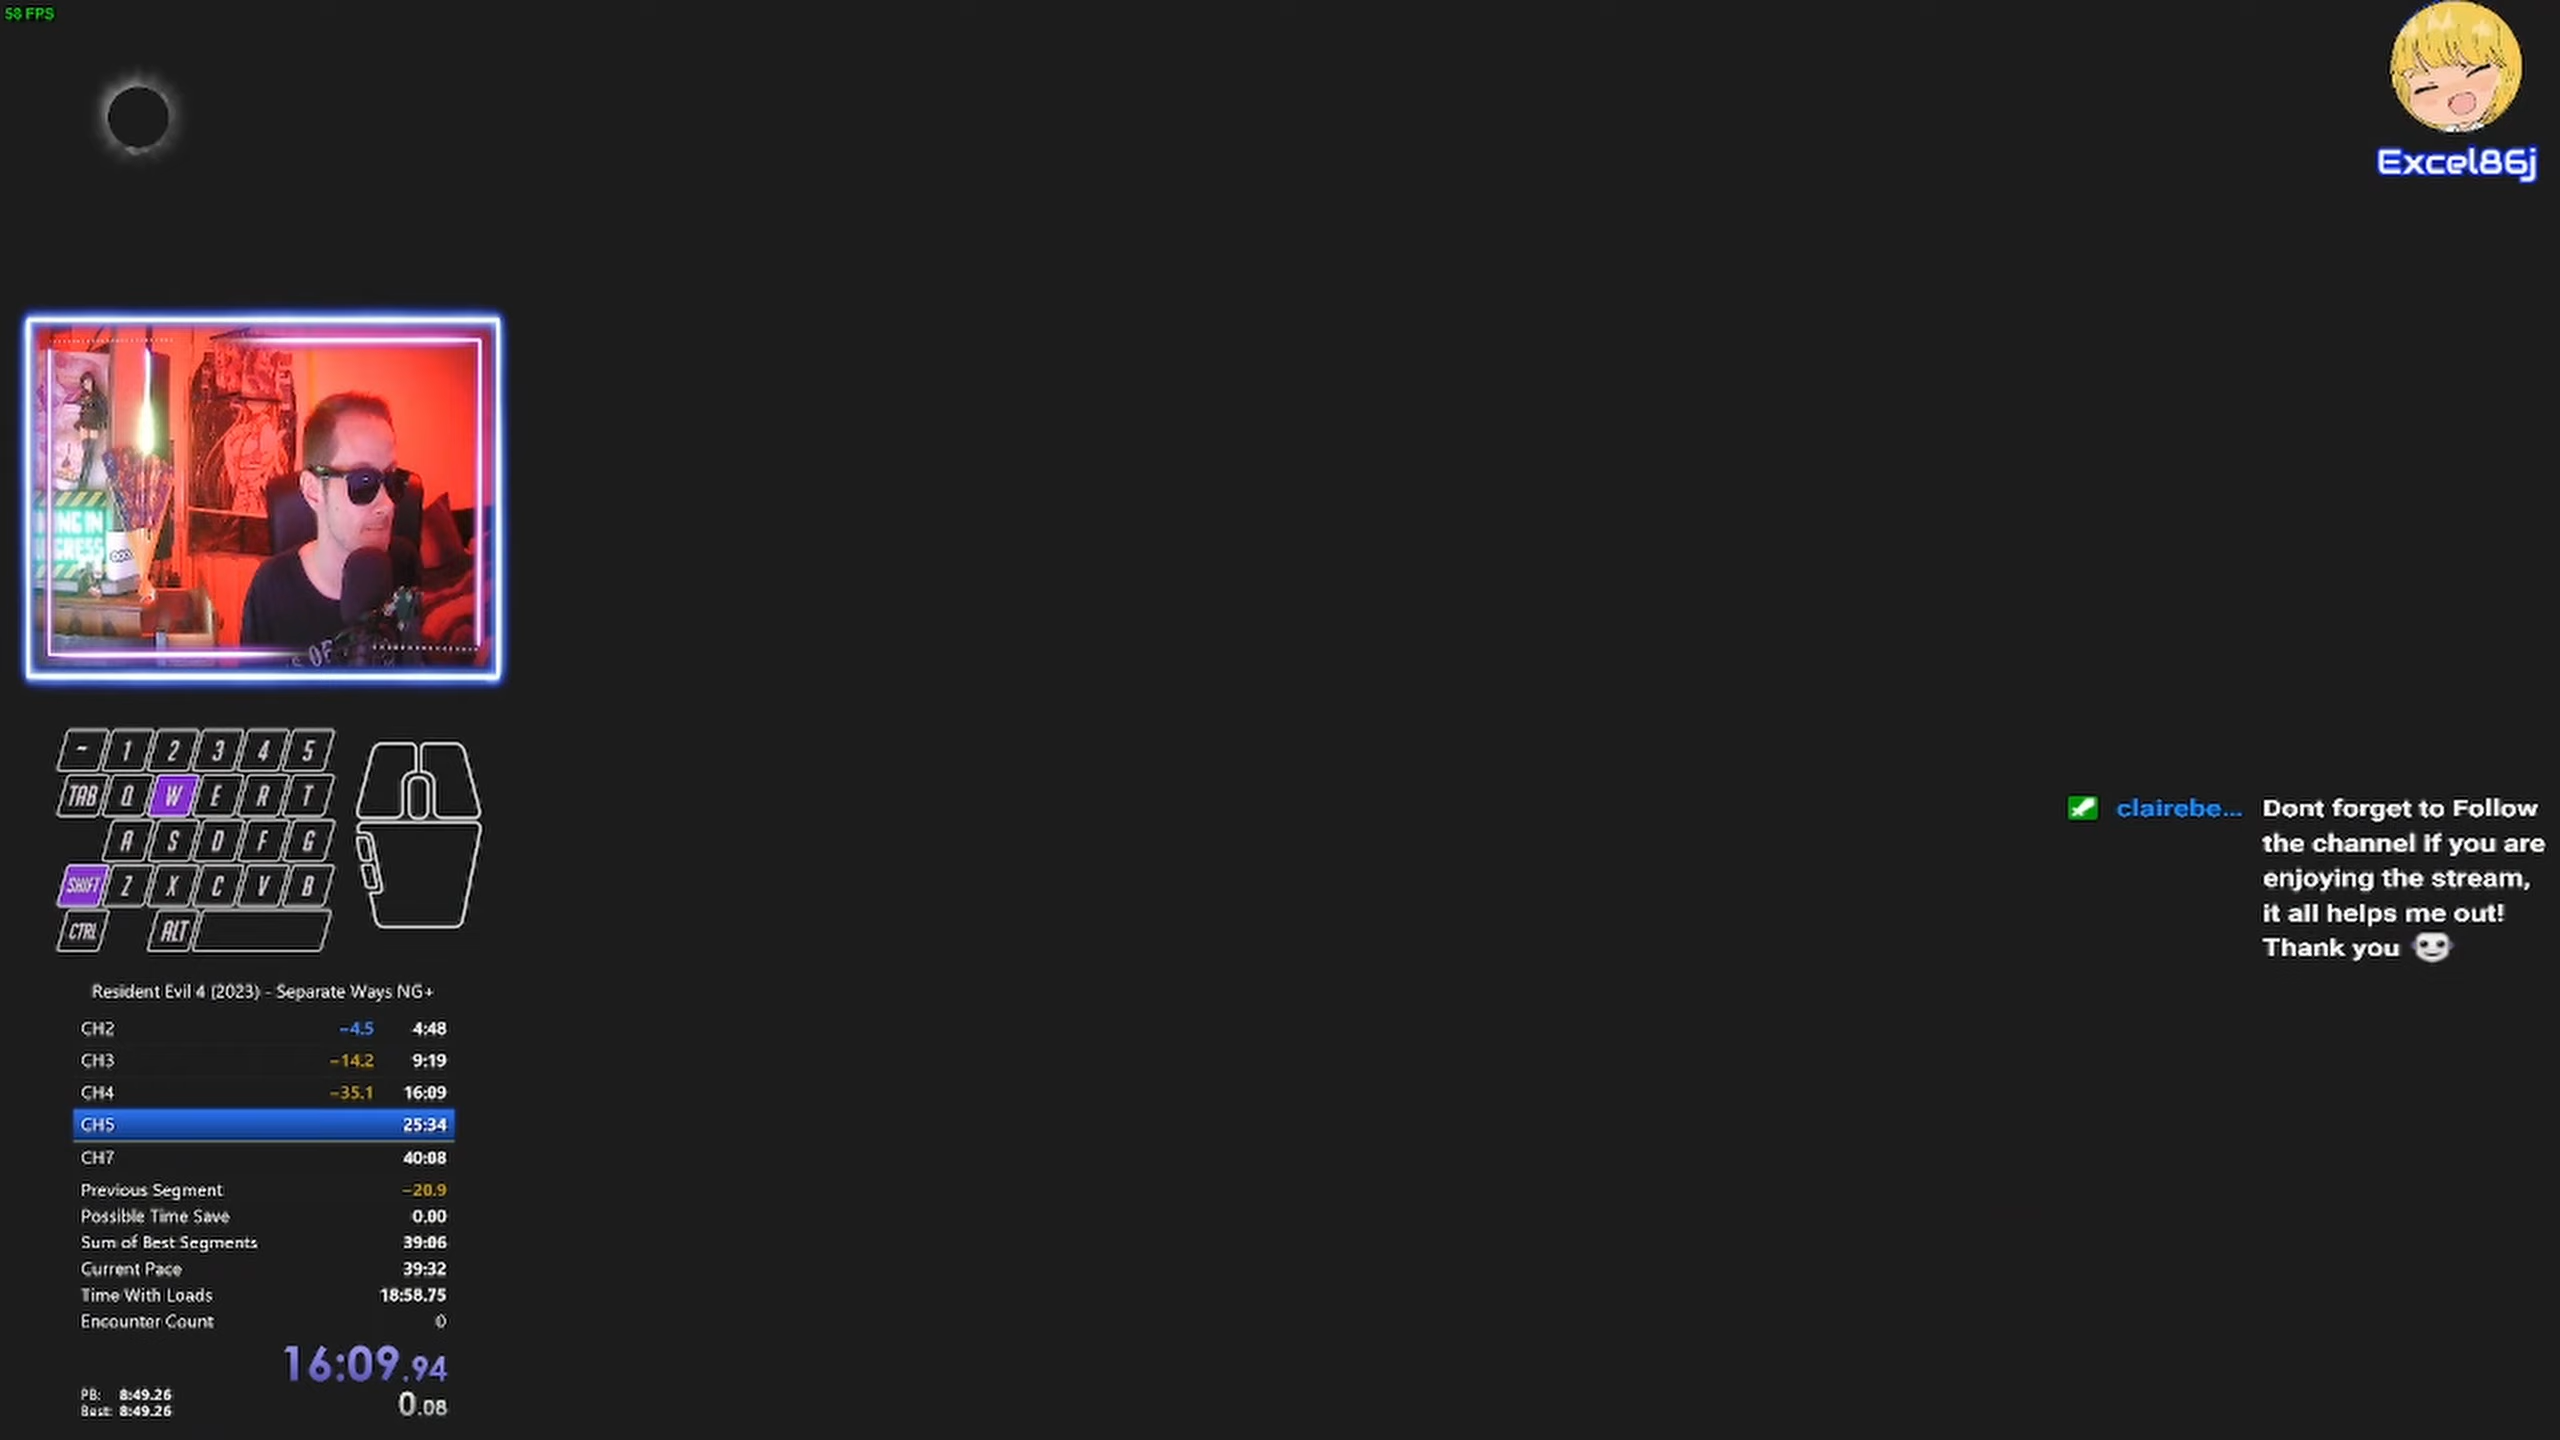 58 FPS
Excel86j
~ 1 2 3 4 5
TAB Q W E R T
A S D F G
SHIFT Z X C V B
CTRL ALT
clairebe... Dont forget to Follow
the channel if you are
enjoying the stream,
it all helps me out!
Thank you
Resident Evil 4 (2023) - Separate Ways NG+
CH2 -4.5 4:48
CH3 -14.2 9:19
CH4 -35.1 16:09
CH5 25:34
CH7 40:08
Previous Segment -20.9
Possible Time Save 0.00
Sum of Best Segments 39:06
Current Pace 39:32
Time With Loads 18:58.75
Encounter Count 0
16:09.94
PB: 8:49.26
Best: 8:49.26
0.08